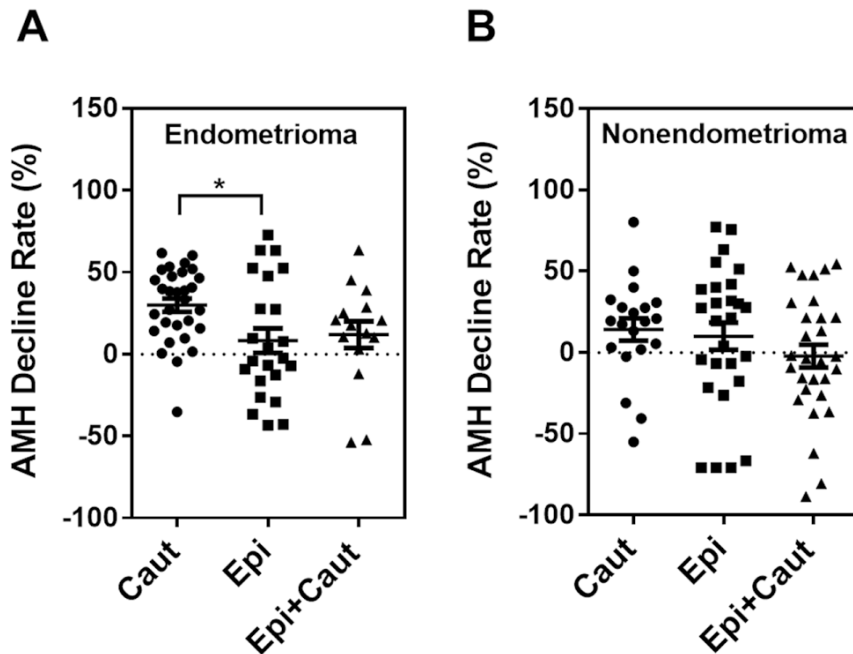 A
AMH Decline Rate (%)
150
100
50
0
-50
-100
Endometrioma
*
Caut
Epi
Epi+Caut
B
AMH Decline Rate (%)
150
100
50
0
-50
-100
Nonendometrioma
Caut
Epi
Epi+Caut